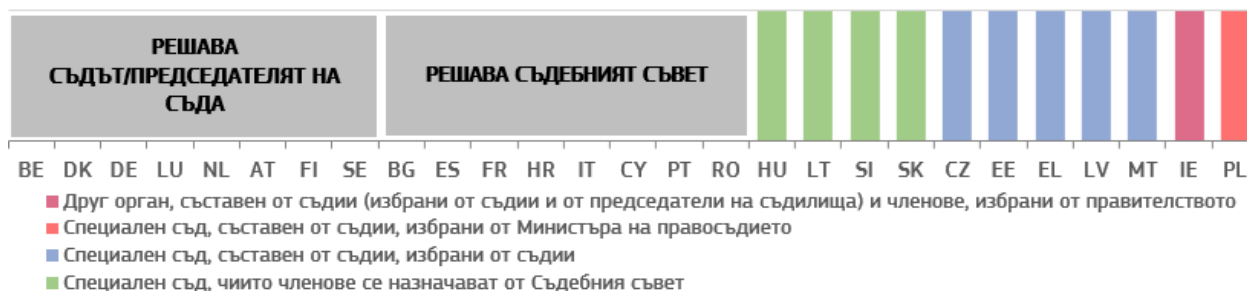 РЕШАВА
СЪДЪТ/ПРЕДСЕДАТЕЛЯТ НА
СЪДА
РЕШАВА СЪДЕБНИЯТ СЪВЕТ
BE DK DE LU NL AT FI SE BG ES FR HR IT CY PT RO HU LT SI SK CZ EE EL LV MT IE PL
Друг орган, съставен от съдии (избрани от съдии и от председатели на съдилища) и членове, избрани от правителството
Специален съд, съставен от съдии, избрани от Министъра на правосъдието
Специален съд, съставен от съдии, избрани от съдии
Специален съд, чиито членове се назначават от Съдебния съвет